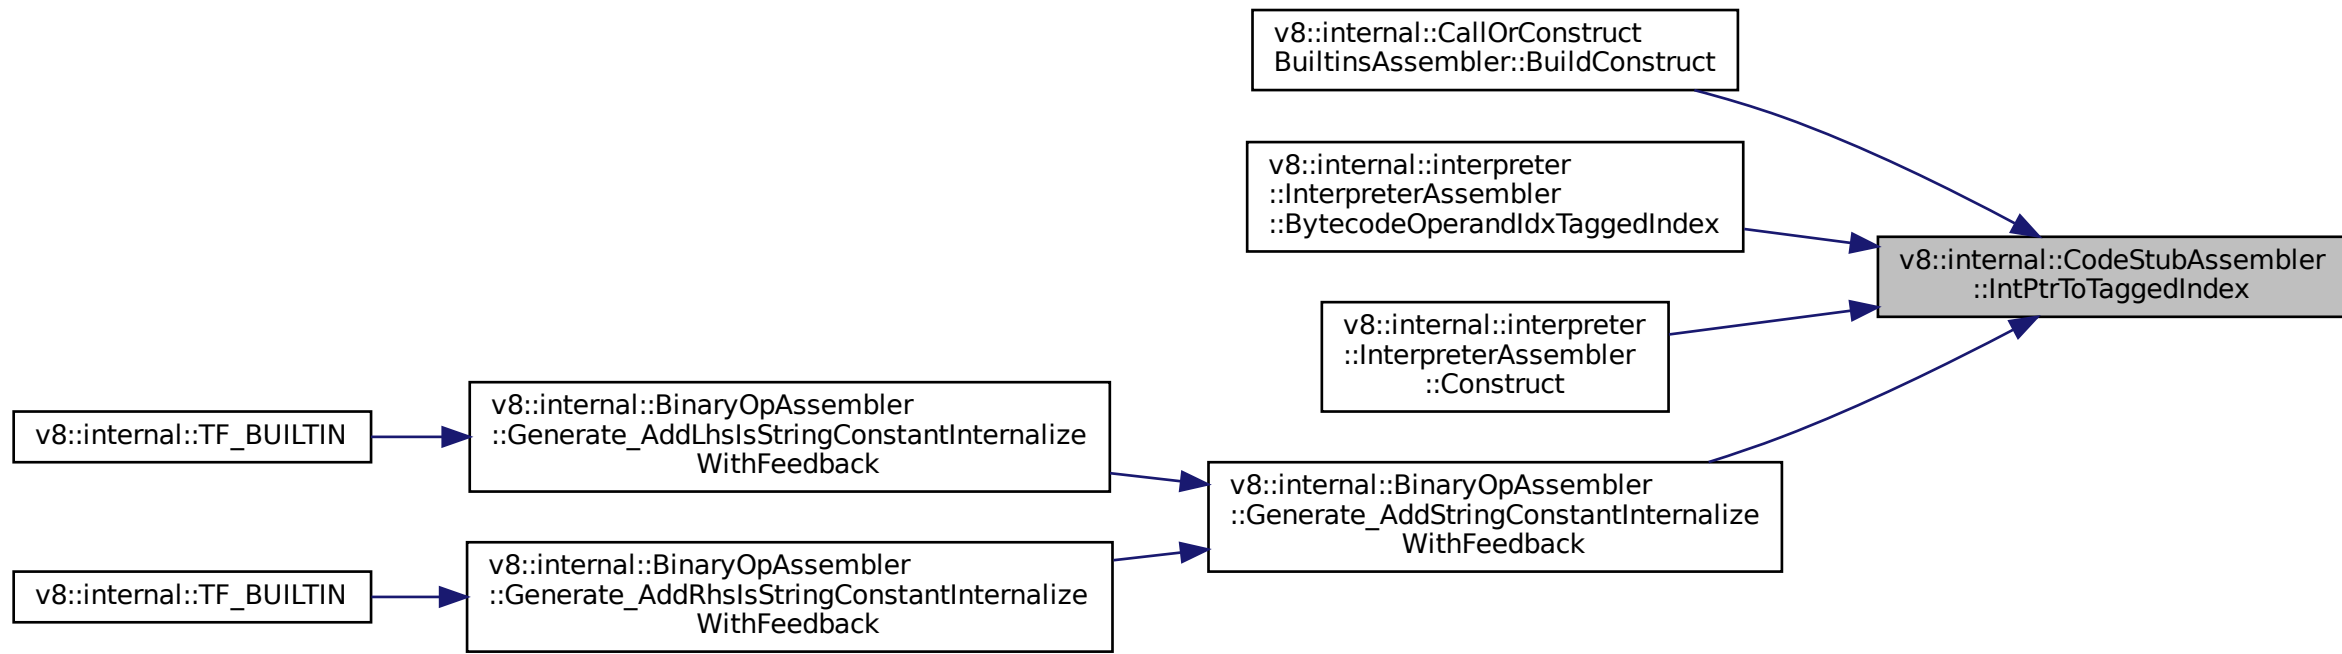 v8::internal::CallOrConstruct
BuiltinsAssembler::BuildConstruct
v8::internal::interpreter
::InterpreterAssembler
::BytecodeOperandIdxTaggedIndex
v8::internal::CodeStubAssembler
::IntPtrToTaggedIndex
v8::internal::interpreter
::InterpreterAssembler
::Construct
v8::internal::TF_BUILTIN
v8::internal::BinaryOpAssembler
::Generate_AddLhsIsStringConstantInternalize
WithFeedback
v8::internal::BinaryOpAssembler
::Generate_AddStringConstantInternalize
WithFeedback
v8::internal::TF_BUILTIN
v8::internal::BinaryOpAssembler
::Generate_AddRhsIsStringConstantInternalize
WithFeedback